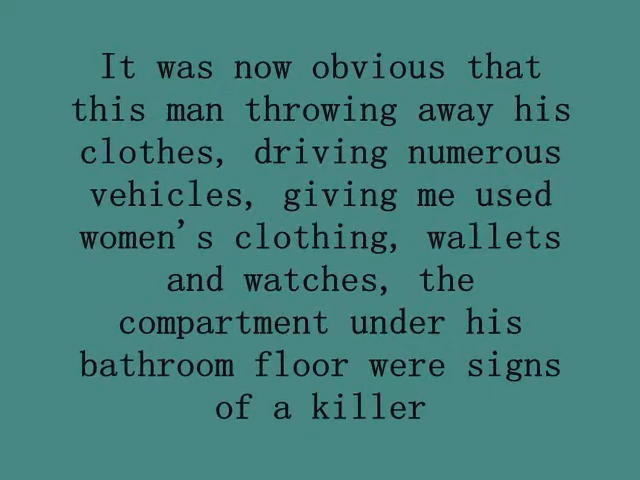 It was now obvious that
this man throwing away his
clothes, driving numerous
vehicles, giving me used
women's clothing, wallets
and watches, the
compartment under his
bathroom floor were signs
of a killer